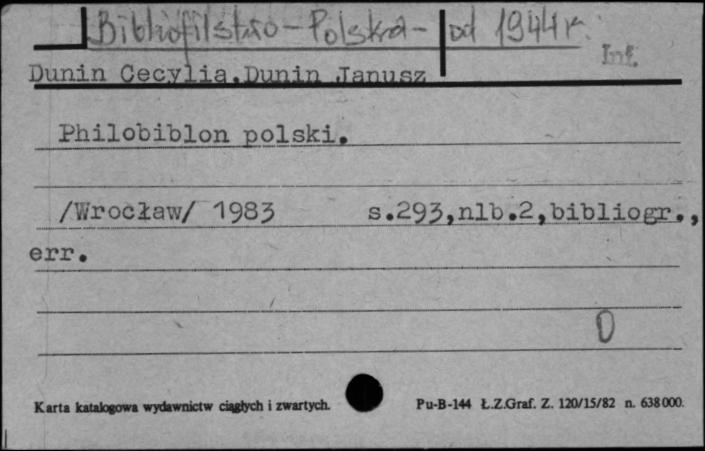 Bibliofilstwo - Polska - od 1944 r.
Inf.
Dunin Cecylia,Dunin Janusz
Philobiblon polski.
/Wrocław/ 1983 s.293,nlb.2,bibliogr.,
err.
0
Karta katalogowa wydawnictw ciągłych i zwartych. Pu-B-144 Ł.Z.Graf. Z. 120/15/82 n. 638000.